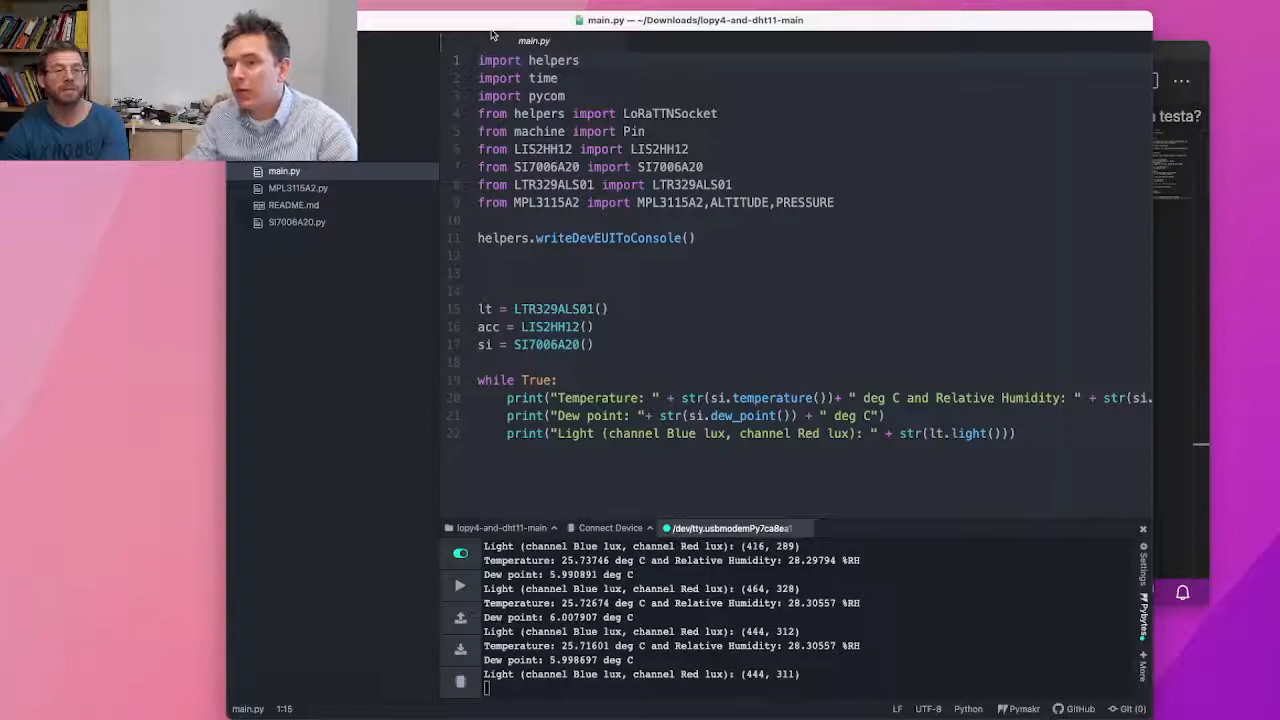 main.py — ~/Downloads/lopy4-and-dht11-main
main.py
1 import helpers
2 import time
3 import pycom
4 from helpers import LoRaTTNSocket
5 from machine import Pin
6 from LIS2HH12 import LIS2HH12
7 from SI7006A20 import SI7006A20
8 from LTR329ALS01 import LTR329ALS01
9 from MPL3115A2 import MPL3115A2,ALTITUDE,PRESSURE
10
11 helpers.writeDevEUIToConsole()
12
13
14
15 lt = LTR329ALS01()
16 acc = LIS2HH12()
17 si = SI7006A20()
18
19 while True:
20 print("Temperature: " + str(si.temperature())+ " deg C and Relative Humidity: " + str(si.
21 print("Dew point: "+ str(si.dew_point()) + " deg C")
22 print("Light (channel Blue lux, channel Red lux): " + str(lt.light()))
main.py
MPL3115A2.py
README.md
SI7006A20.py
testa?
lopy4-and-dht11-main
Connect Device
/dev/tty.usbmodemPy7ca8ea1
Light (channel Blue lux, channel Red lux): (416, 289)
Temperature: 25.73746 deg C and Relative Humidity: 28.29794 %RH
Dew point: 5.990891 deg C
Light (channel Blue lux, channel Red lux): (464, 328)
Temperature: 25.72674 deg C and Relative Humidity: 28.30557 %RH
Dew point: 6.007907 deg C
Light (channel Blue lux, channel Red lux): (444, 312)
Temperature: 25.71601 deg C and Relative Humidity: 28.30557 %RH
Dew point: 5.998697 deg C
Light (channel Blue lux, channel Red lux): (444, 311)
Settings
Pybytes
More
main.py 1:15
LF UTF-8 Python Pymakr GitHub Git (0)